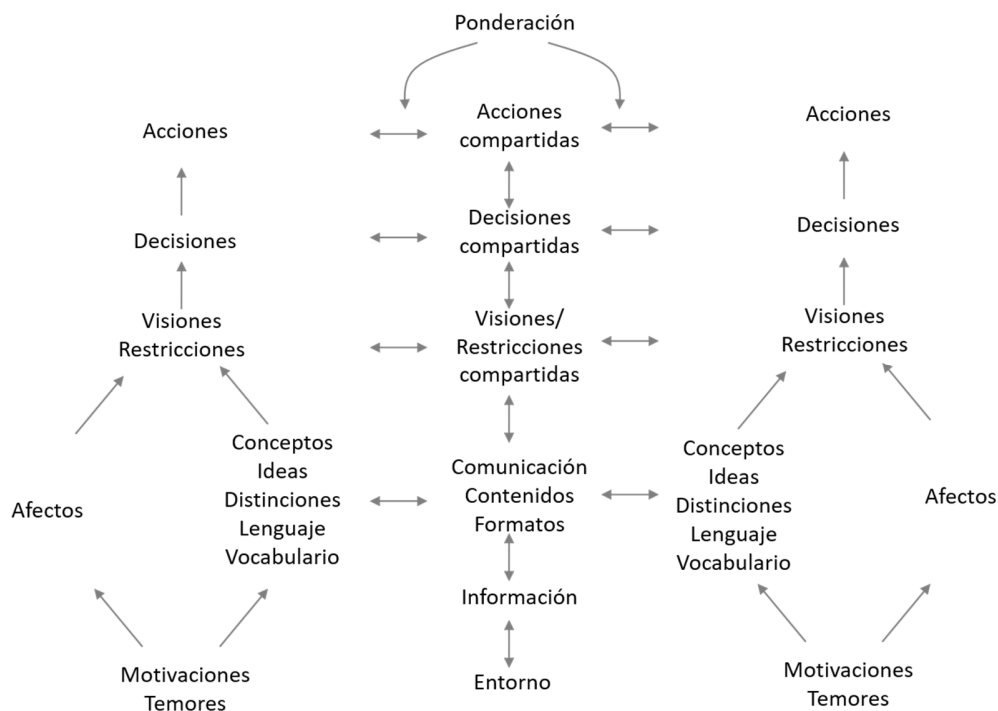 Ponderación
Acciones
Acciones
compartidas
Acciones
Decisiones
Decisiones
compartidas
Decisiones
Visiones
Restricciones
Visiones/
Restricciones
compartidas
Visiones
Restricciones
Afectos
Conceptos
Ideas
Distinciones
Lenguaje
Vocabulario
Comunicación
Contenidos
Formatos
Conceptos
Ideas
Distinciones
Lenguaje
Vocabulario
Afectos
Información
Motivaciones
Temores
Entorno
Motivaciones
Temores